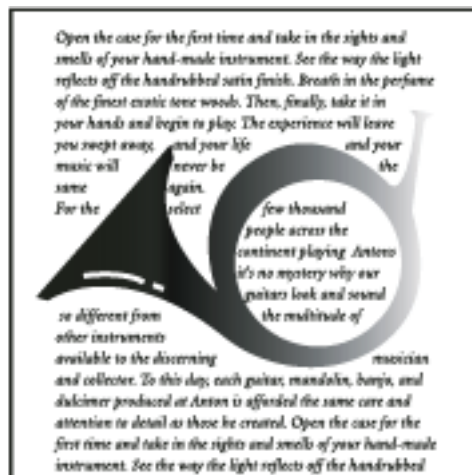 Open the case for the first time and take in the sights and
smells of your hand-made instrument. See the way the light
reflects off the handrubbed satin finish. Breath in the perfume
of the finest exotic tone woods. Then, finally, take it in
your hands and begin to play. The experience will leave
you swept away, and your life and your
music will never be the
same again.
For the select few thousand
people across the
continent playing Antons
it's no mystery why our
guitars look and sound
so different from the multitude of
other instruments
available to the discerning musician
and collector. To this day, each guitar, mandolin, banjo, and
dulcimer produced at Anton is afforded the same care and
attention to detail as those he created. Open the case for the
first time and take in the sights and smells of your hand-made
instrument. See the way the light reflects off the handrubbed